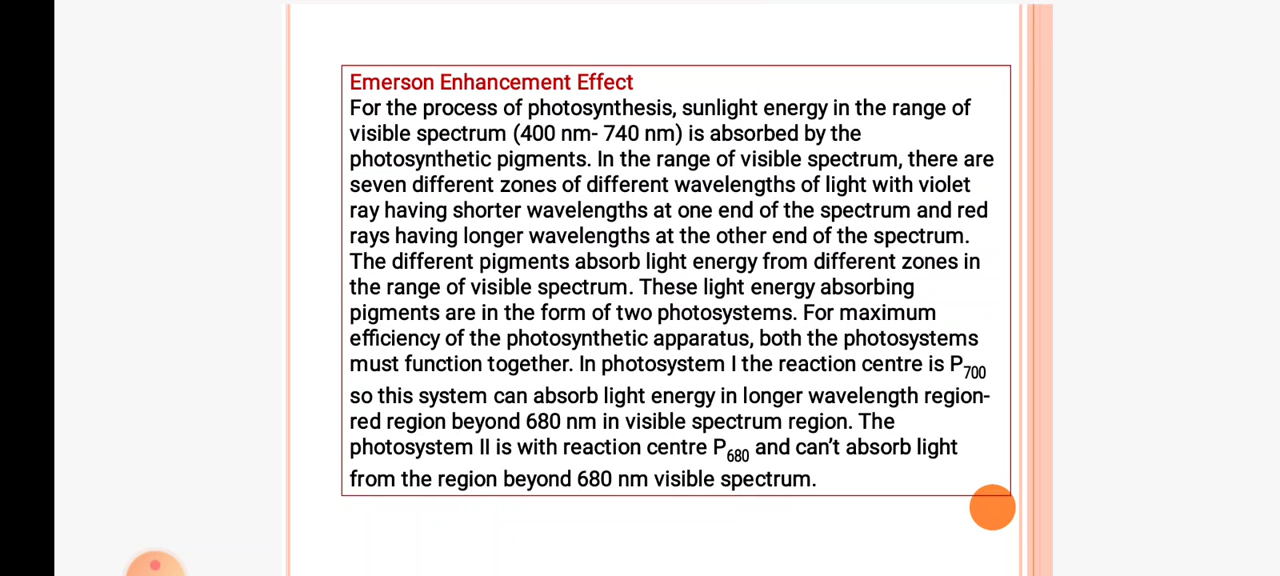 Emerson Enhancement Effect
For the process of photosynthesis, sunlight energy in the range of
visible spectrum (400 nm- 740 nm) is absorbed by the
photosynthetic pigments. In the range of visible spectrum, there are
seven different zones of different wavelengths of light with violet
ray having shorter wavelengths at one end of the spectrum and red
rays having longer wavelengths at the other end of the spectrum.
The different pigments absorb light energy from different zones in
the range of visible spectrum. These light energy absorbing
pigments are in the form of two photosystems. For maximum
efficiency of the photosynthetic apparatus, both the photosystems
must function together. In photosystem I the reaction centre is P700
so this system can absorb light energy in longer wavelength region-
red region beyond 680 nm in visible spectrum region. The
photosystem II is with reaction centre P680 and can't absorb light
from the region beyond 680 nm visible spectrum.